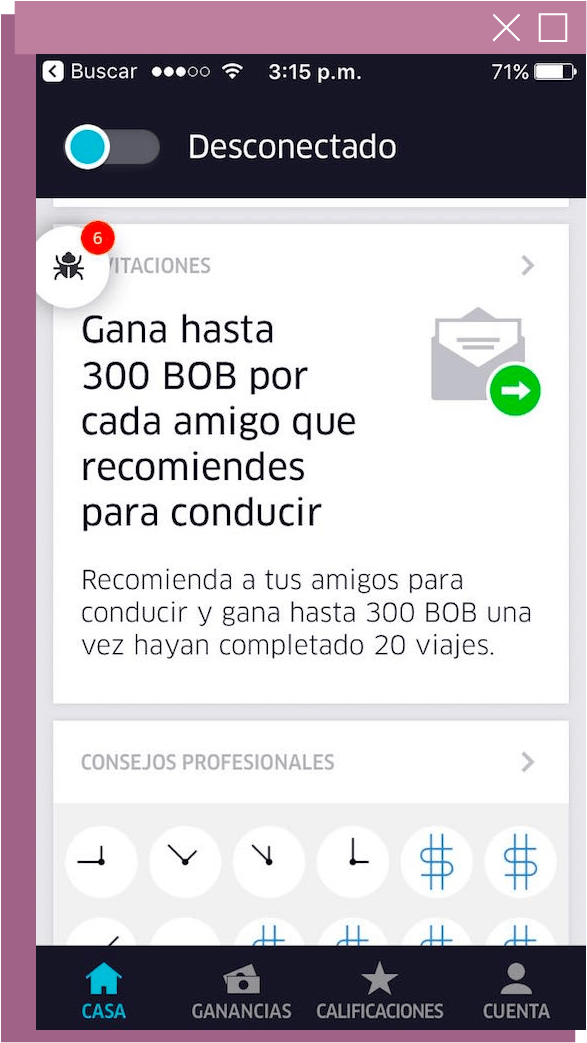 Buscar 3:15 p.m. 71%
Desconectado
6
VITACIONES
Gana hasta
300 BOB por
cada amigo que
recomiendes
para conducir
Recomienda a tus amigos para
conducir y gana hasta 300 BOB una
vez hayan completado 20 viajes.
CONSEJOS PROFESIONALES
CASA GANANCIAS CALIFICACIONES CUENTA